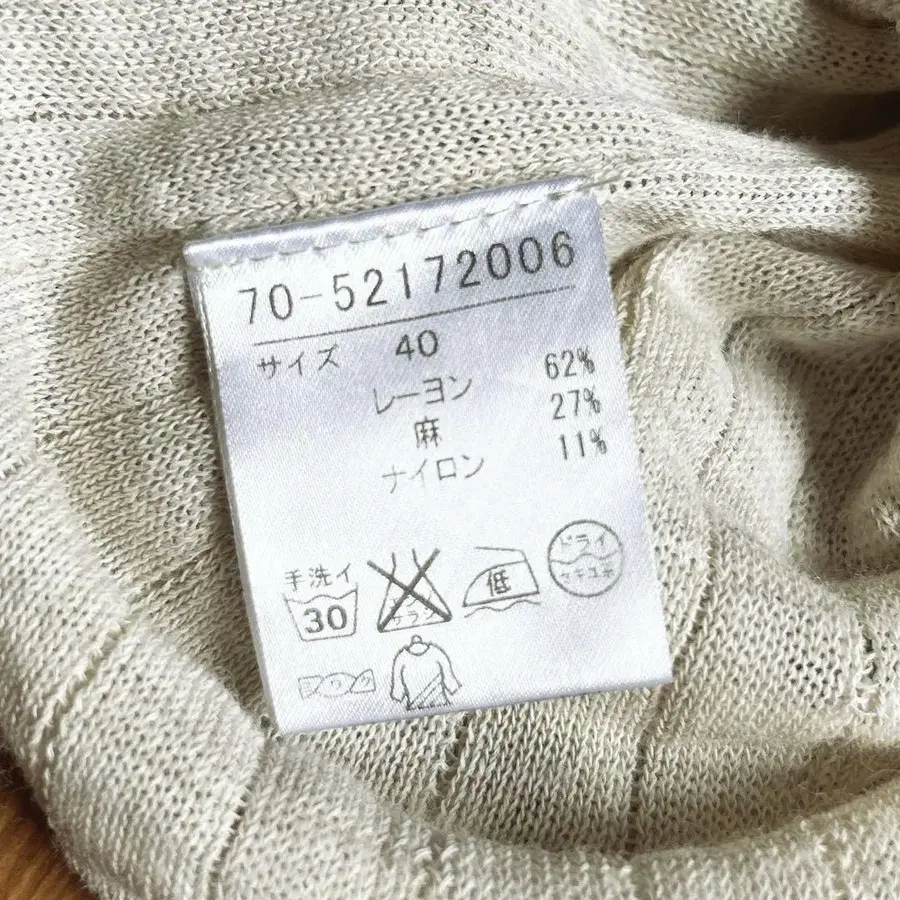 70-52172006
サイズ 40
レーヨン 62%
麻 27%
ナイロン 11%
手洗イ
30
低
ドライ
セキユ系